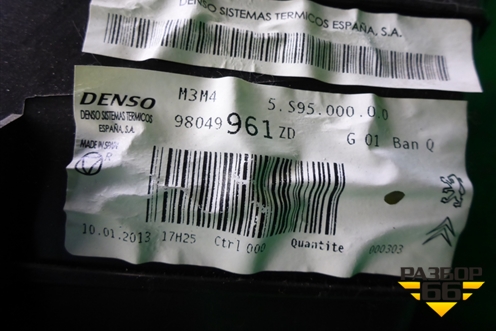 DENSO SISTEMAS TERMICOS ESPAÑA, S.A.
DENSO M3M4 5.S95.000.0.0
DENSO SISTEMAS TERMICOS
ESPAÑA, S.A.
98049961ZD G 01 Ban Q
MADE IN SPAIN
R
10.01.2013 17H25 Ctrl Q00 Quantite 000303
РАЗБОР
66